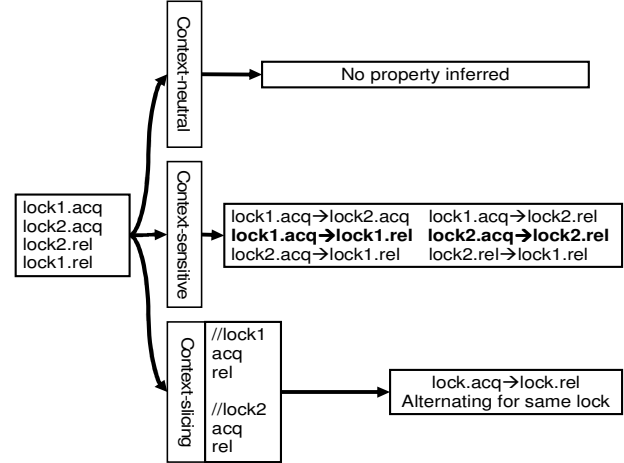 Context-neutral
No property inferred
lock1.acq
lock2.acq
lock2.rel
lock1.rel
Context-sensitive
lock1.acq→lock2.acq lock1.acq→lock2.rel
lock1.acq→lock1.rel lock2.acq→lock2.rel
lock2.acq→lock1.rel lock2.rel→lock1.rel
Context-slicing
//lock1
acq
rel
//lock2
acq
rel
lock.acq→lock.rel
Alternating for same lock